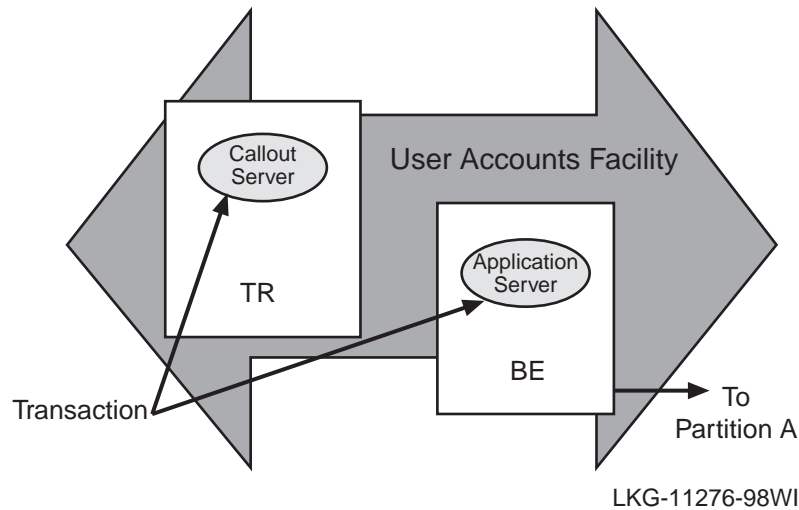 Callout
Server
User Accounts Facility
TR
Application
Server
BE
Transaction
To
Partition A
LKG-11276-98WI